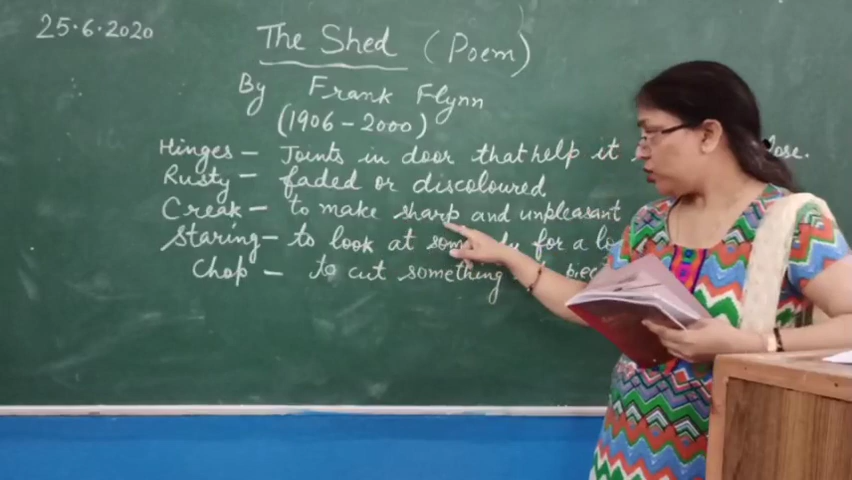 25.6.2020
The Shed (Poem)
By Frank Flynn
(1906-2000)
Hinges - Joints in door that help it
Rusty - faded or discoloured
Creak - to make sharp and unpleasant
Staring - to look at for a
Chop - to cut something